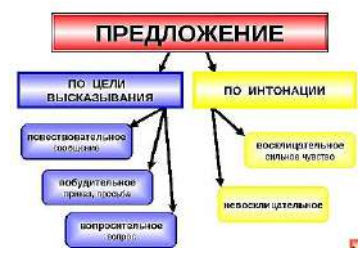 ПРЕДЛОЖЕНИЕ
ПО ЦЕЛИ
ВЫСКАЗЫВАНИЯ
ПО ИНТОНАЦИИ
повествовательное
сообщение
восклицательное
сильное чувство
побудительное
приказ, просьба
невосклицательное
вопросительное
вопрос